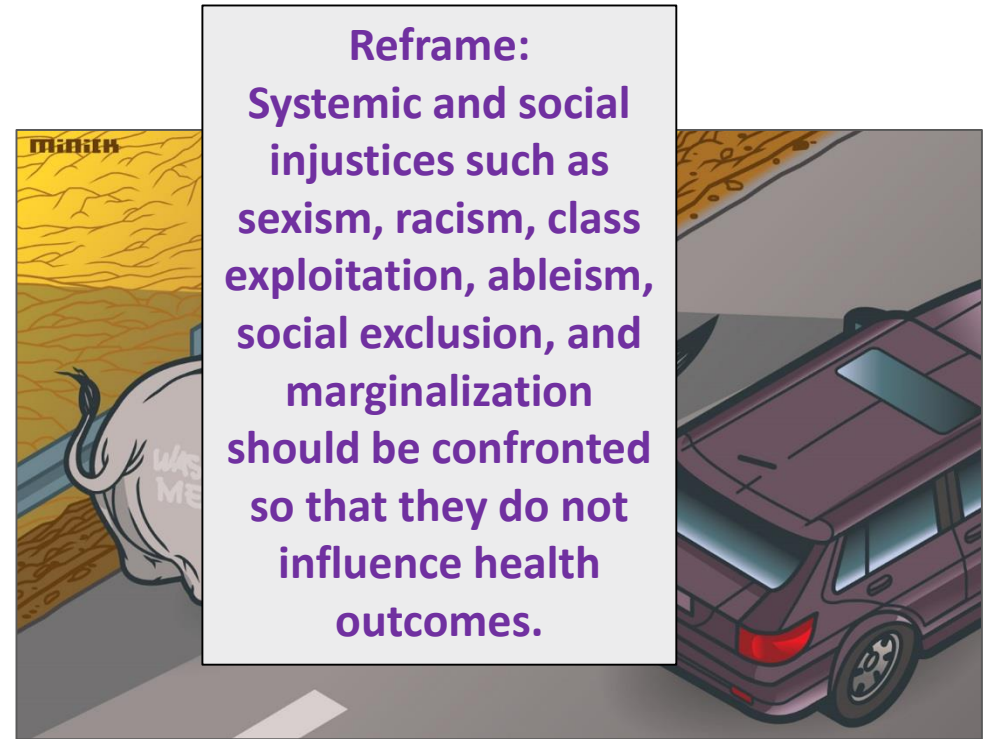 Reframe:
Systemic and social
injustices such as
sexism, racism, class
exploitation, ableism,
social exclusion, and
marginalization
should be confronted
so that they do not
influence health
outcomes.
ME